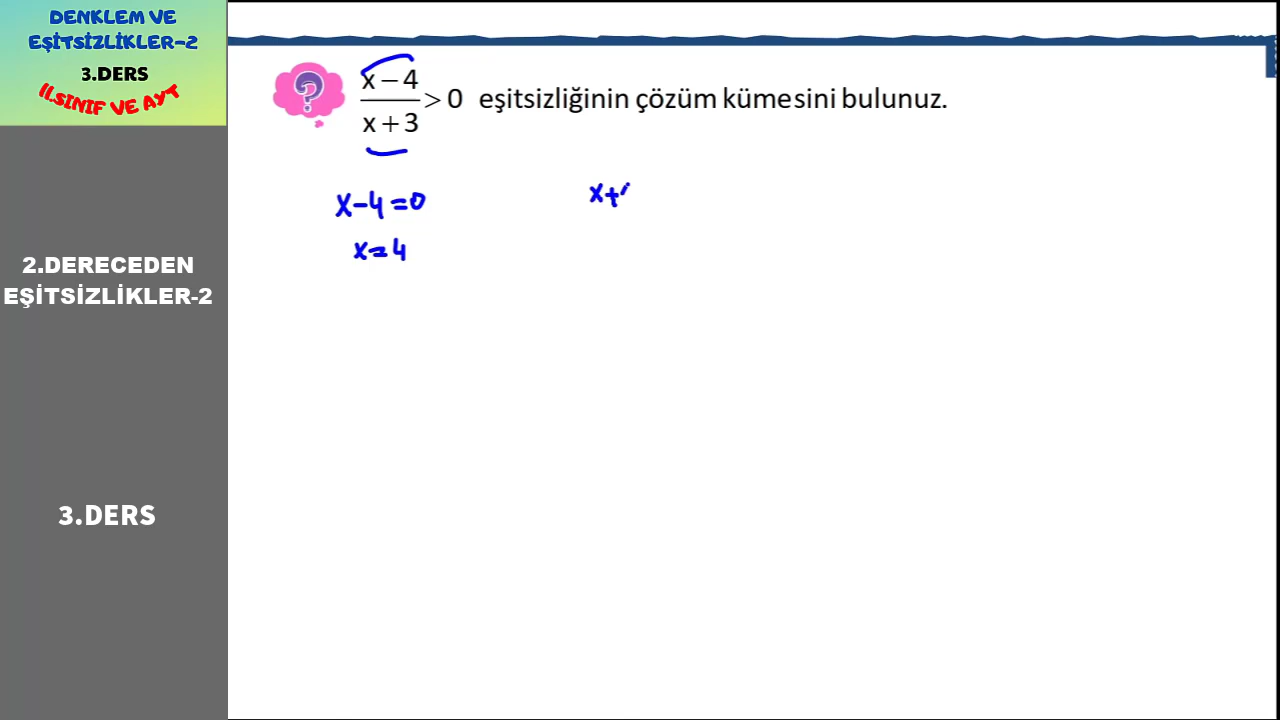 DENKLEM VE
EŞİTSİZLİKLER-2
3.DERS
11.SINIF VE AYT
2.DERECEDEN
EŞİTSİZLİKLER-2
3.DERS
?
x − 4
x + 3
> 0 eşitsizliğinin çözüm kümesini bulunuz.
x-4=0
x=4
x+